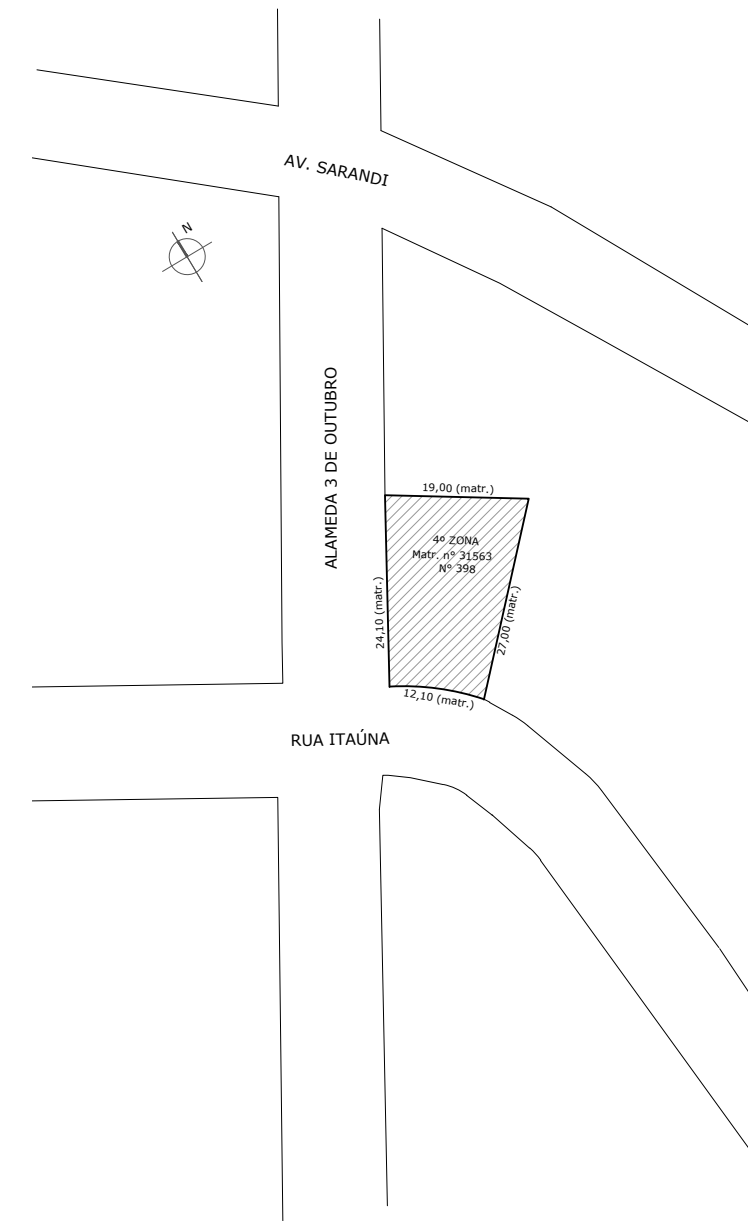 AV. SARANDI
N
ALAMEDA 3 DE OUTUBRO
19,00 (matr.)
4º ZONA
Matr. nº 31563
Nº 398
24,10 (matr.)
27,00 (matr.)
12,10 (matr.)
RUA ITAÚNA